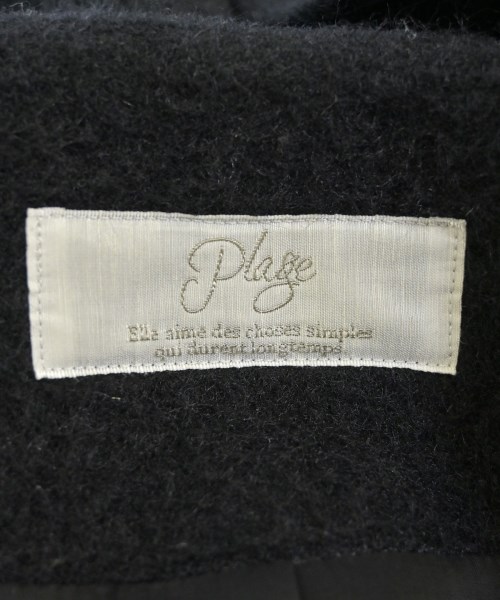 Plage
Elle aime des choses simples
qui durent longtemps